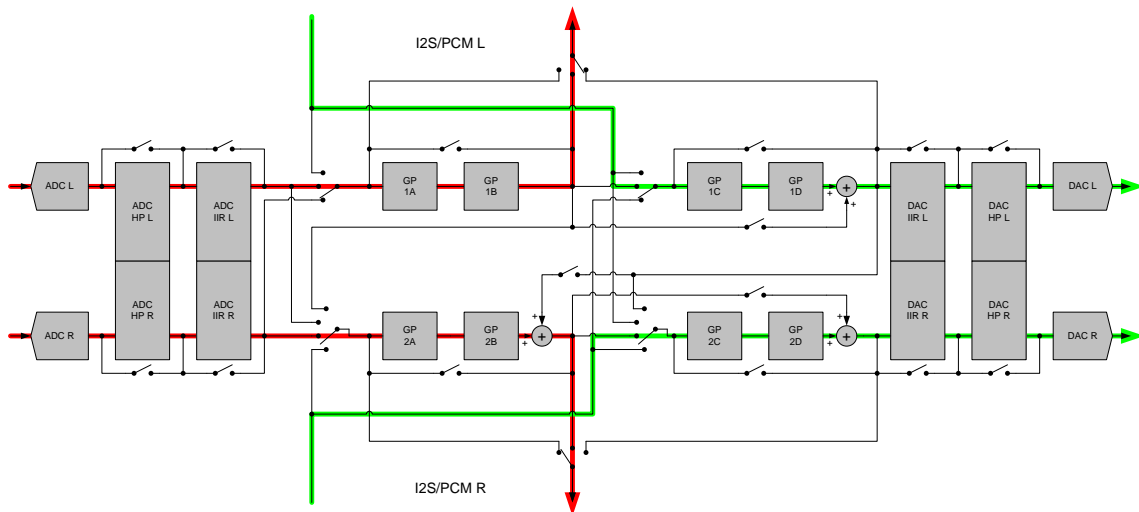 I2S/PCM L
ADC L
ADC
HP L
ADC
IIR L
GP
1A
GP
1B
GP
1C
GP
1D
+
+
+
DAC
IIR L
DAC
HP L
DAC L
ADC R
ADC
HP R
ADC
IIR R
GP
2A
GP
2B
+
+
+
GP
2C
GP
2D
+
+
+
DAC
IIR R
DAC
HP R
DAC R
I2S/PCM R